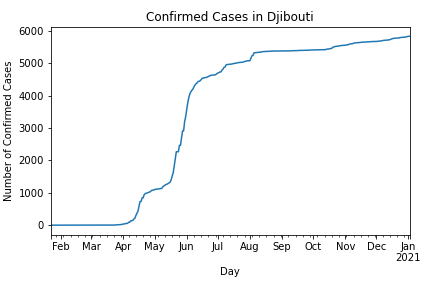 Confirmed Cases in Djibouti
6000
5000
4000
3000
2000
1000
0
Number of Confirmed Cases
Feb Mar Apr May Jun Jul Aug Sep Oct Nov Dec Jan
2021
Day